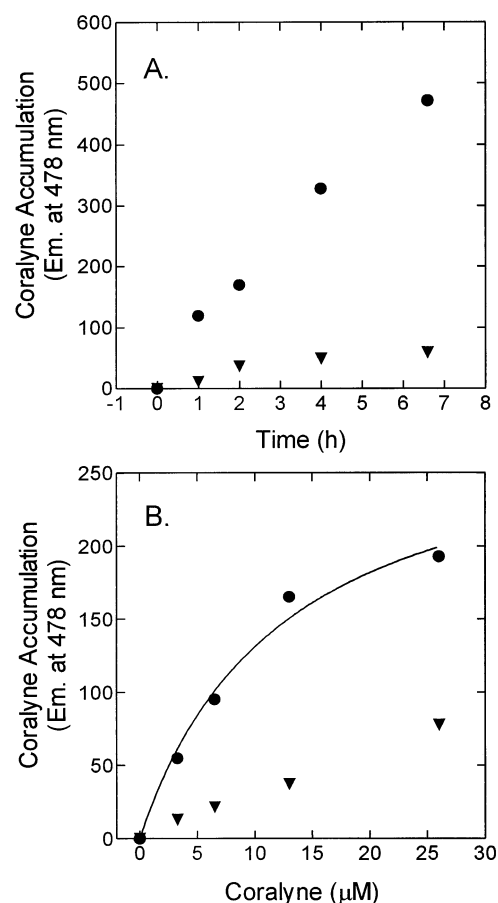 A.
Coralyne Accumulation
(Em. at 478 nm)
600
500
400
300
200
100
0
-1 0 1 2 3 4 5 6 7 8
Time (h)
B.
Coralyne Accumulation
(Em. at 478 nm)
250
200
150
100
50
0
0 5 10 15 20 25 30
Coralyne (μM)